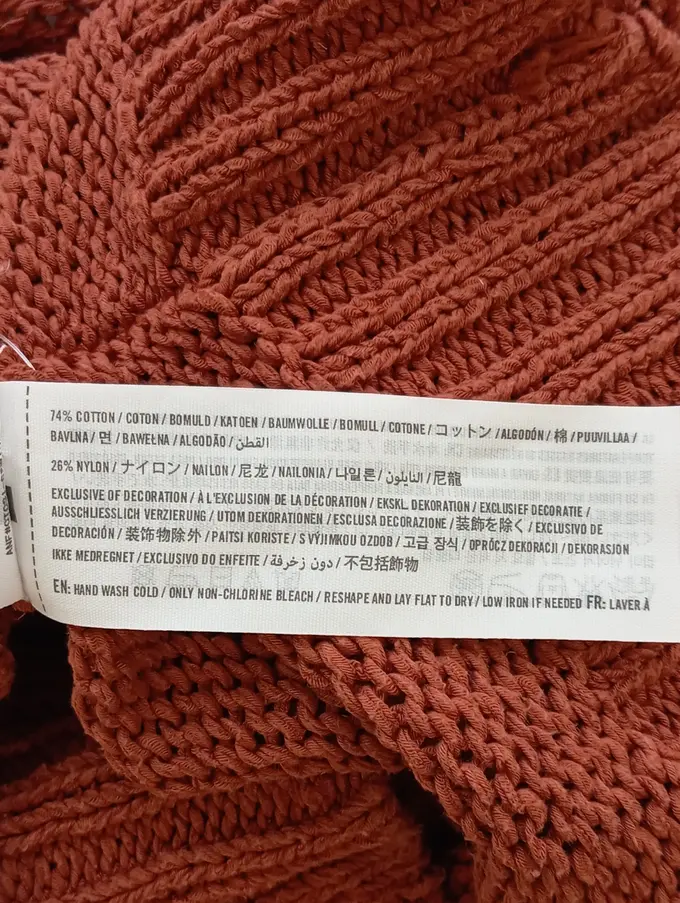 74% COTTON / COTON / BOMULD / KATOEN / BAUMWOLLE / BOMULL / COTONE / コットン / ALGODÓN / 棉 / PUUVILLAA /
BAVLNA / 면 / BAWEŁNA / ALGODÃO / القطن
26% NYLON / ナイロン / NAILON / 尼龙 / NAILONIA / 나일론 / النايلون / 尼龍
EXCLUSIVE OF DECORATION / À L'EXCLUSION DE LA DÉCORATION / EKSKL. DEKORATION / EXCLUSIEF DECORATIE /
AUSSCHLIESSLICH VERZIERUNG / UTOM DEKORATIONEN / ESCLUSA DECORAZIONE / 装飾を除く / EXCLUSIVO DE
DECORACIÓN / 装饰物除外 / PAITSI KORISTE / S VÝJIMKOU OZDOB / 고급 장식 / OPRÓCZ DEKORACJI / DEKORASJON
IKKE MEDREGNET / EXCLUSIVO DO ENFEITE / دون زخرفة / 不包括飾物
EN: HAND WASH COLD / ONLY NON-CHLORINE BLEACH / RESHAPE AND LAY FLAT TO DRY / LOW IRON IF NEEDED FR: LAVER À